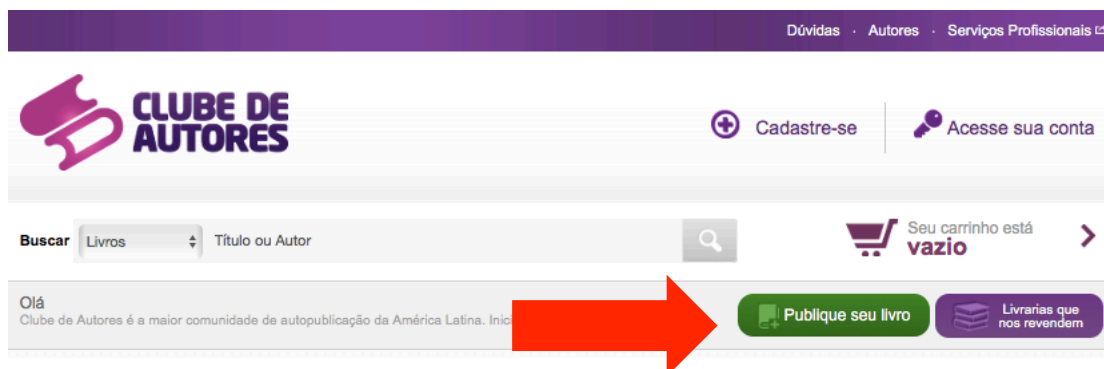 Dúvidas · Autores · Serviços Profissionais
CLUBE DE
AUTORES
Cadastre-se
Acesse sua conta
Buscar Livros Título ou Autor
Seu carrinho está
vazio
Olá
Clube de Autores é a maior comunidade de autopublicação da América Latina.
Publique seu livro
Livrarias que
nos revendem